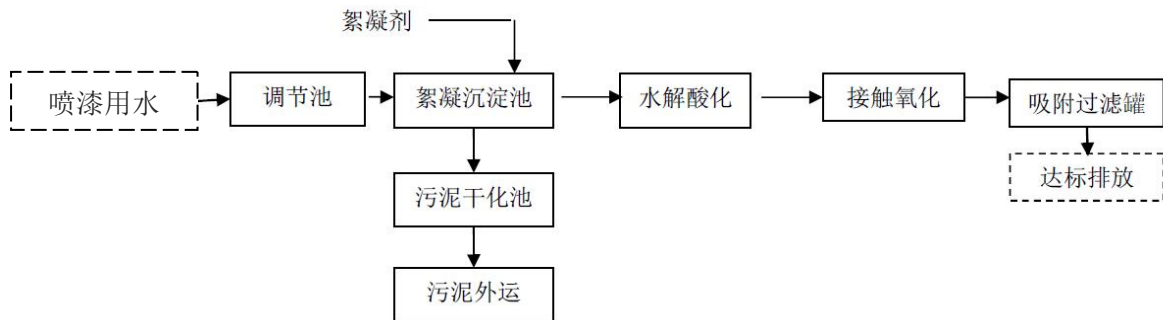 絮凝剂
喷漆用水
调节池
絮凝沉淀池
水解酸化
接触氧化
吸附过滤罐
达标排放
污泥干化池
污泥外运